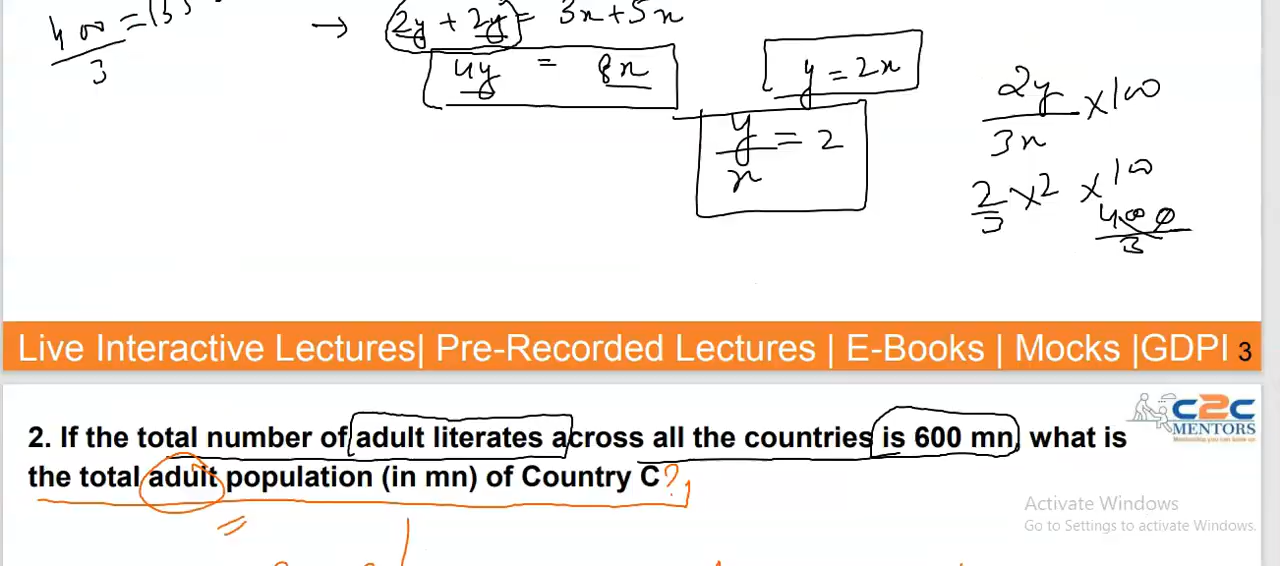 400/3 = 133
→ 2y + 2y = 3x + 5x
4y = 8x
y = 2x
y/x = 2
2y/3x × 100
2/3 × 2 × 100
400/3
Live Interactive Lectures| Pre-Recorded Lectures | E-Books | Mocks |GDPI 3
c2c
MENTORS
2. If the total number of adult literates across all the countries is 600 mn, what is
the total adult population (in mn) of Country C?
Activate Windows
Go to Settings to activate Windows.